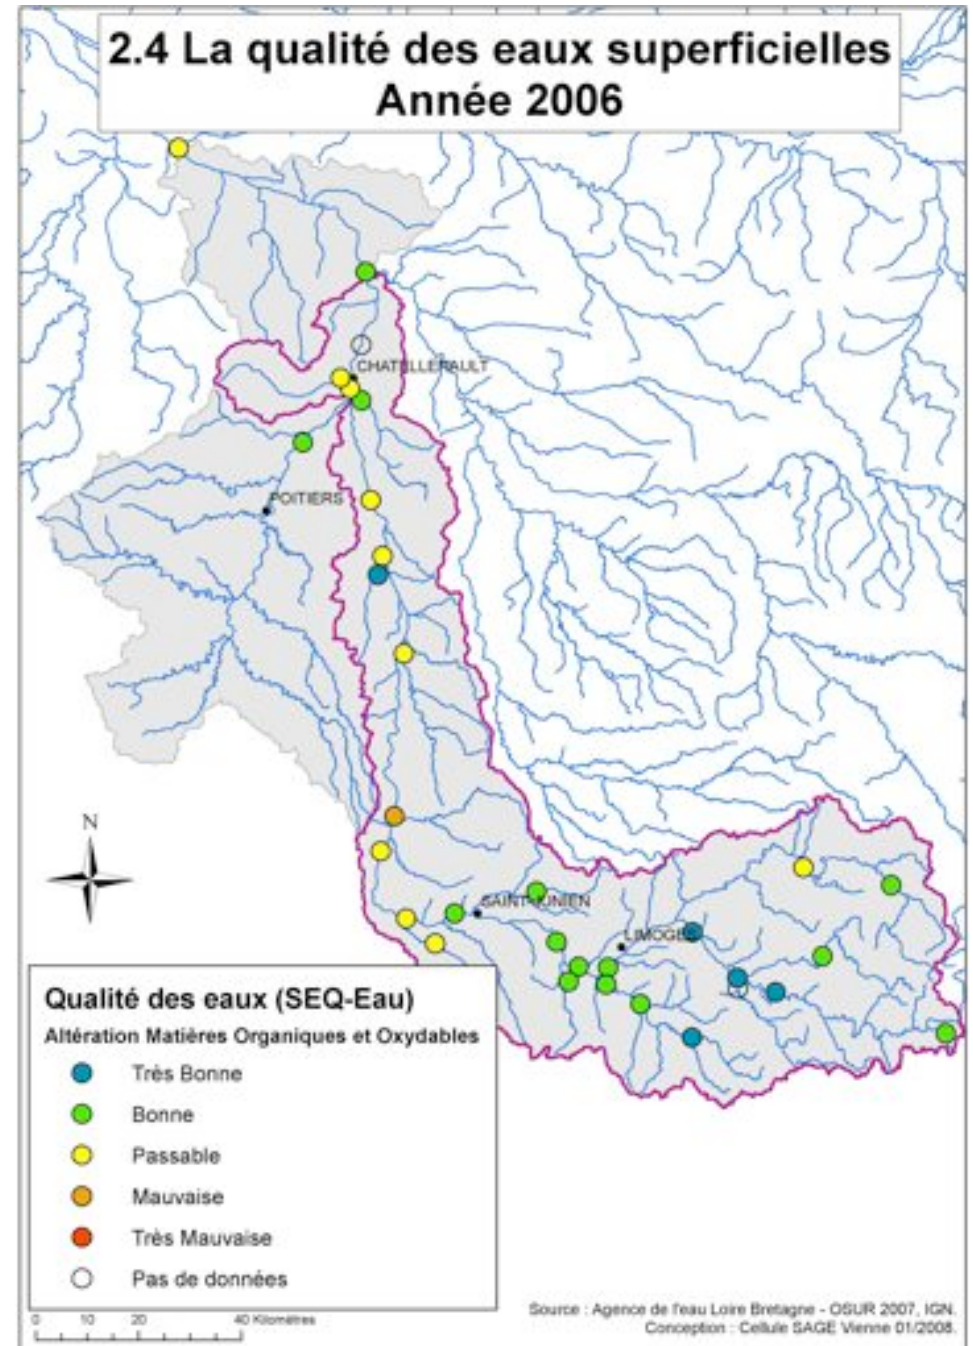 2.4 La qualité des eaux superficielles
Année 2006
CHATELLERAULT
POITIERS
SAINT-JUNIEN
LIMOGES
N
Qualité des eaux (SEQ-Eau)
Altération Matières Organiques et Oxydables
Très Bonne
Bonne
Passable
Mauvaise
Très Mauvaise
Pas de données
0 10 20 40 Kilomètres
Source : Agence de l'eau Loire Bretagne - OSUR 2007, IGN.
Conception : Cellule SAGE Vienne 01/2008.